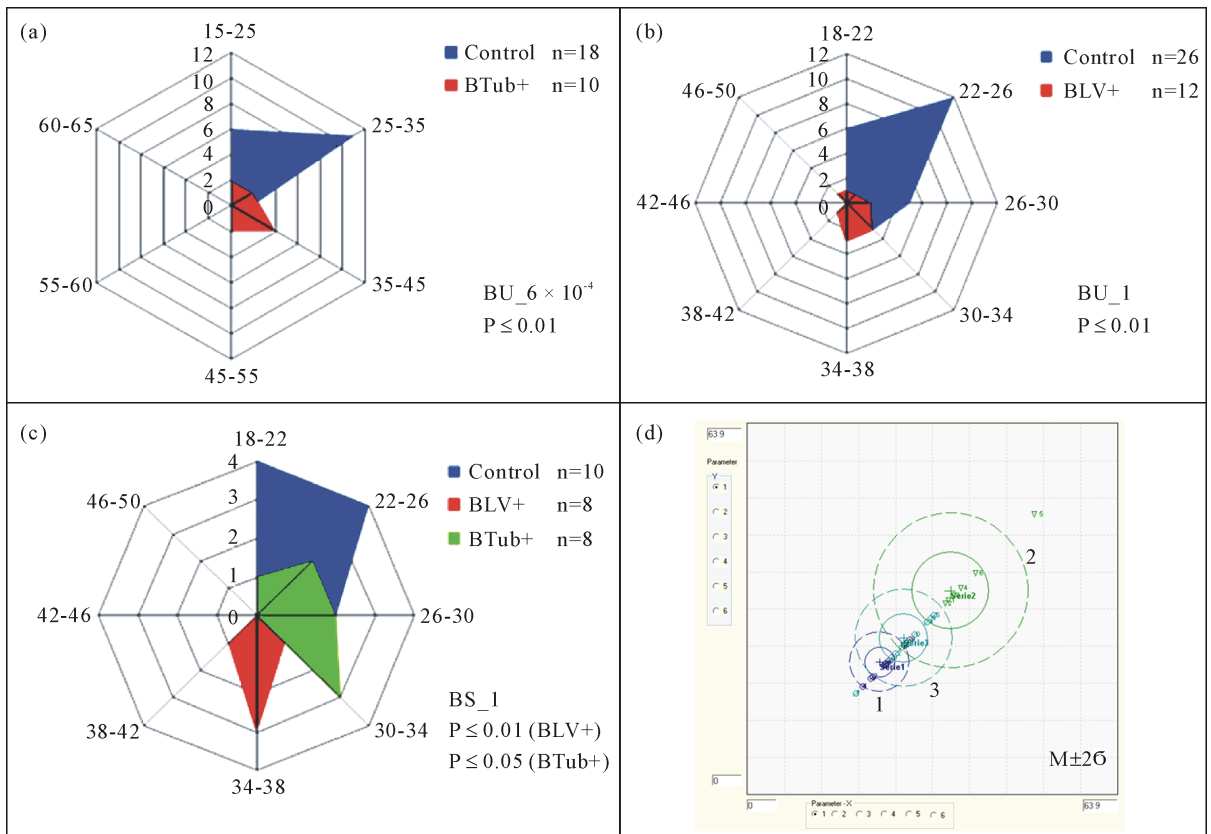 (a)
15-25
12
10
8
6
4
2
0
25-35
35-45
45-55
55-60
60-65
Control n=18
BTub+ n=10
BU_6 × 10⁻⁴
P ≤ 0.01
(b)
18-22
12
10
8
6
4
2
0
22-26
26-30
30-34
34-38
38-42
42-46
46-50
Control n=26
BLV+ n=12
BU_1
P ≤ 0.01
(c)
18-22
4
3
2
1
0
22-26
26-30
30-34
34-38
38-42
42-46
46-50
Control n=10
BLV+ n=8
BTub+ n=8
BS_1
P ≤ 0.01 (BLV+)
P ≤ 0.05 (BTub+)
(d)
63.9
Parameter
Y
1
2
3
4
5
6
0
5
2
6
4
Serie2
Serie1
1
3
M±2σ
0
63.9
Parameter - X
1 2 3 4 5 6